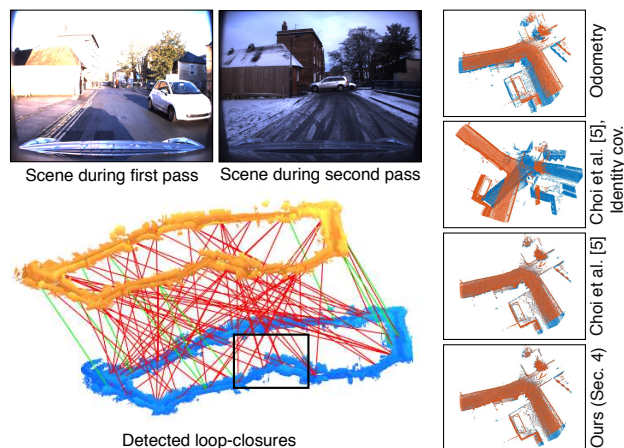 Scene during first pass
Scene during second pass
Detected loop-closures
Odometry
Choi et al. [5],
Identity cov.
Choi et al. [5]
Ours (Sec. 4)